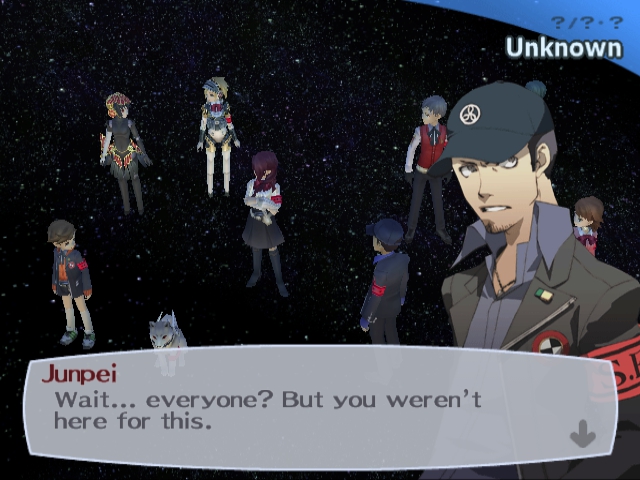 ?/?・?
Unknown
S.E
Junpei
Wait... everyone? But you weren't
here for this.